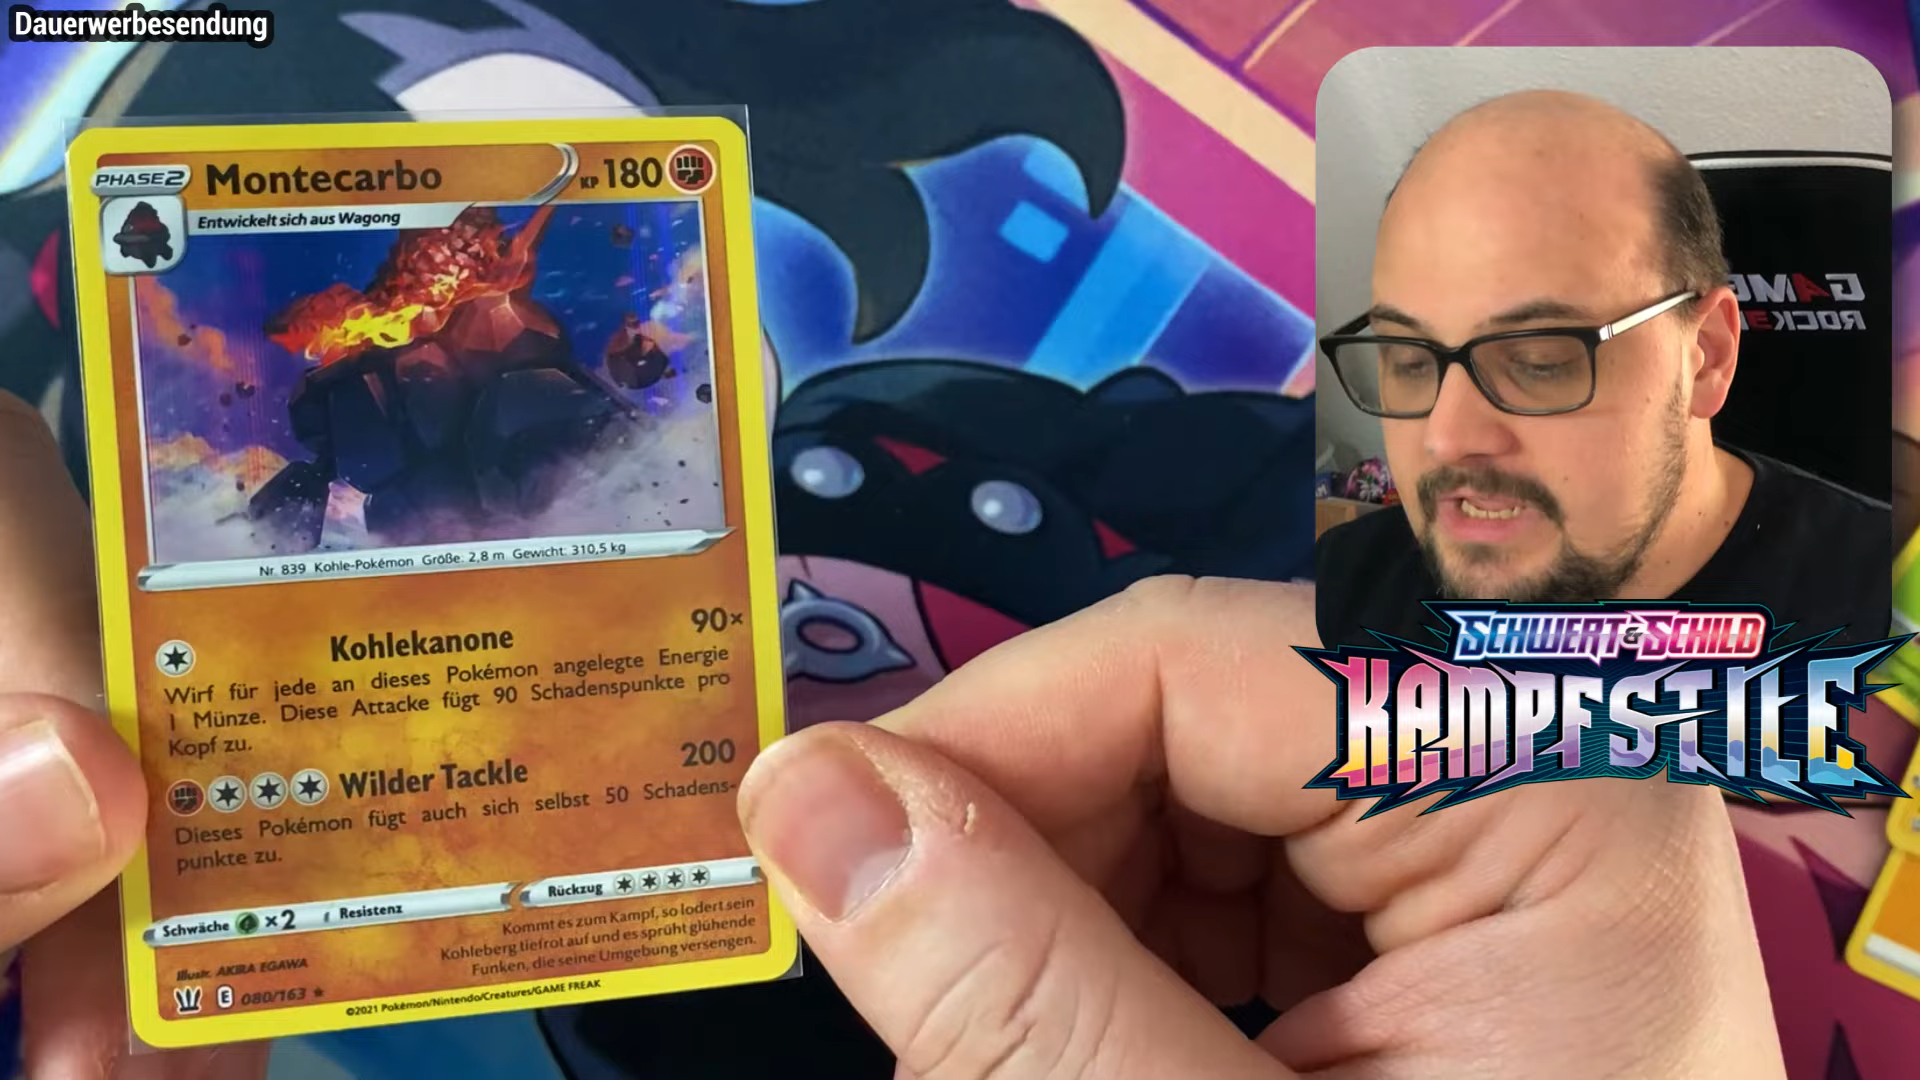 Dauerwerbesendung
PHASE 2
Montecarbo
KP 180
Entwickelt sich aus Wagong
Nr. 839 Kohle-Pokémon Größe: 2,8 m Gewicht: 310,5 kg
Kohlekanone 90×
Wirf für jede an dieses Pokémon angelegte Energie
1 Münze. Diese Attacke fügt 90 Schadenspunkte pro
Kopf zu.
Wilder Tackle 200
Dieses Pokémon fügt auch sich selbst 50 Schadens-
punkte zu.
Schwäche ×2 Resistenz Rückzug
Kommt es zum Kampf, so lodert sein
Kohleberg tiefrot auf und es sprüht glühende
Funken, die seine Umgebung versengen.
Illustr. AKIRA EGAWA
E 080/163
©2021 Pokémon/Nintendo/Creatures/GAME FREAK
SCHWERT & SCHILD
KAMPFSTILE